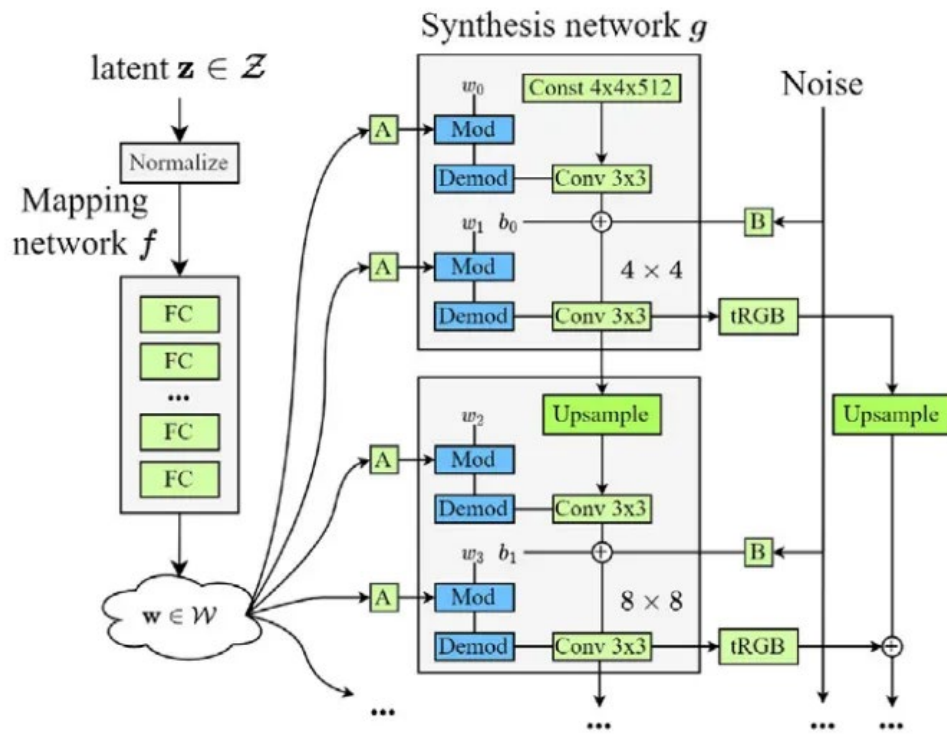 Synthesis network g
latent z ∈ Z
Noise
w₀
Const 4x4x512
A
Mod
Normalize
Demod
Conv 3x3
Mapping
network f
w₁ b₀
+
B
A
Mod
4 × 4
FC
Demod
Conv 3x3
tRGB
FC
...
Upsample
Upsample
w₂
FC
A
Mod
FC
Demod
Conv 3x3
w₃ b₁
+
B
w ∈ W
A
Mod
8 × 8
Demod
Conv 3x3
tRGB
+
...
...
...
...